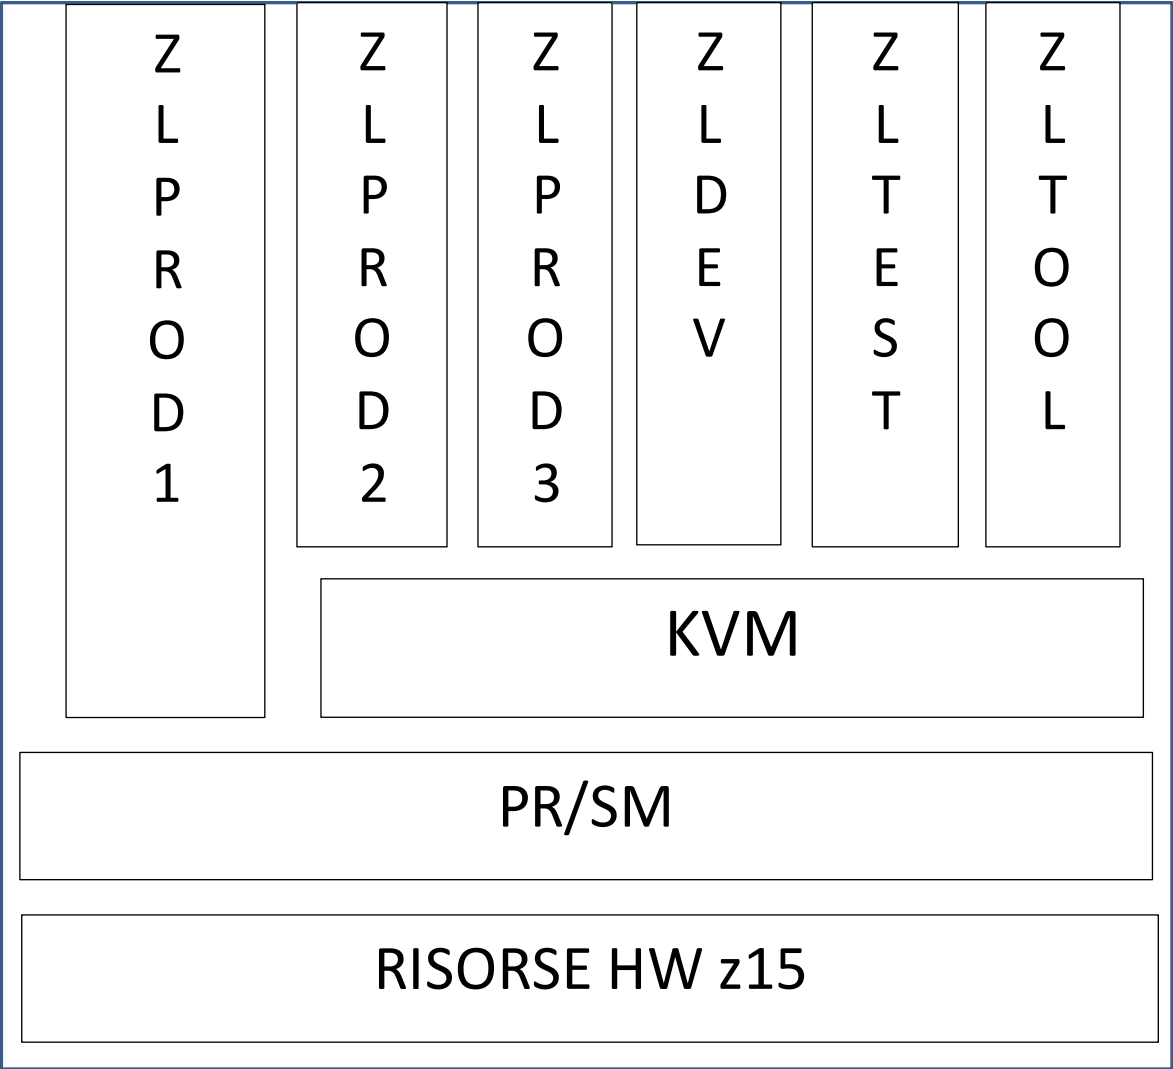 ZLPROD1
ZLPROD2
ZLPROD3
ZLDEV
ZLTEST
ZLTOOL
KVM
PR/SM
RISORSE HW z15